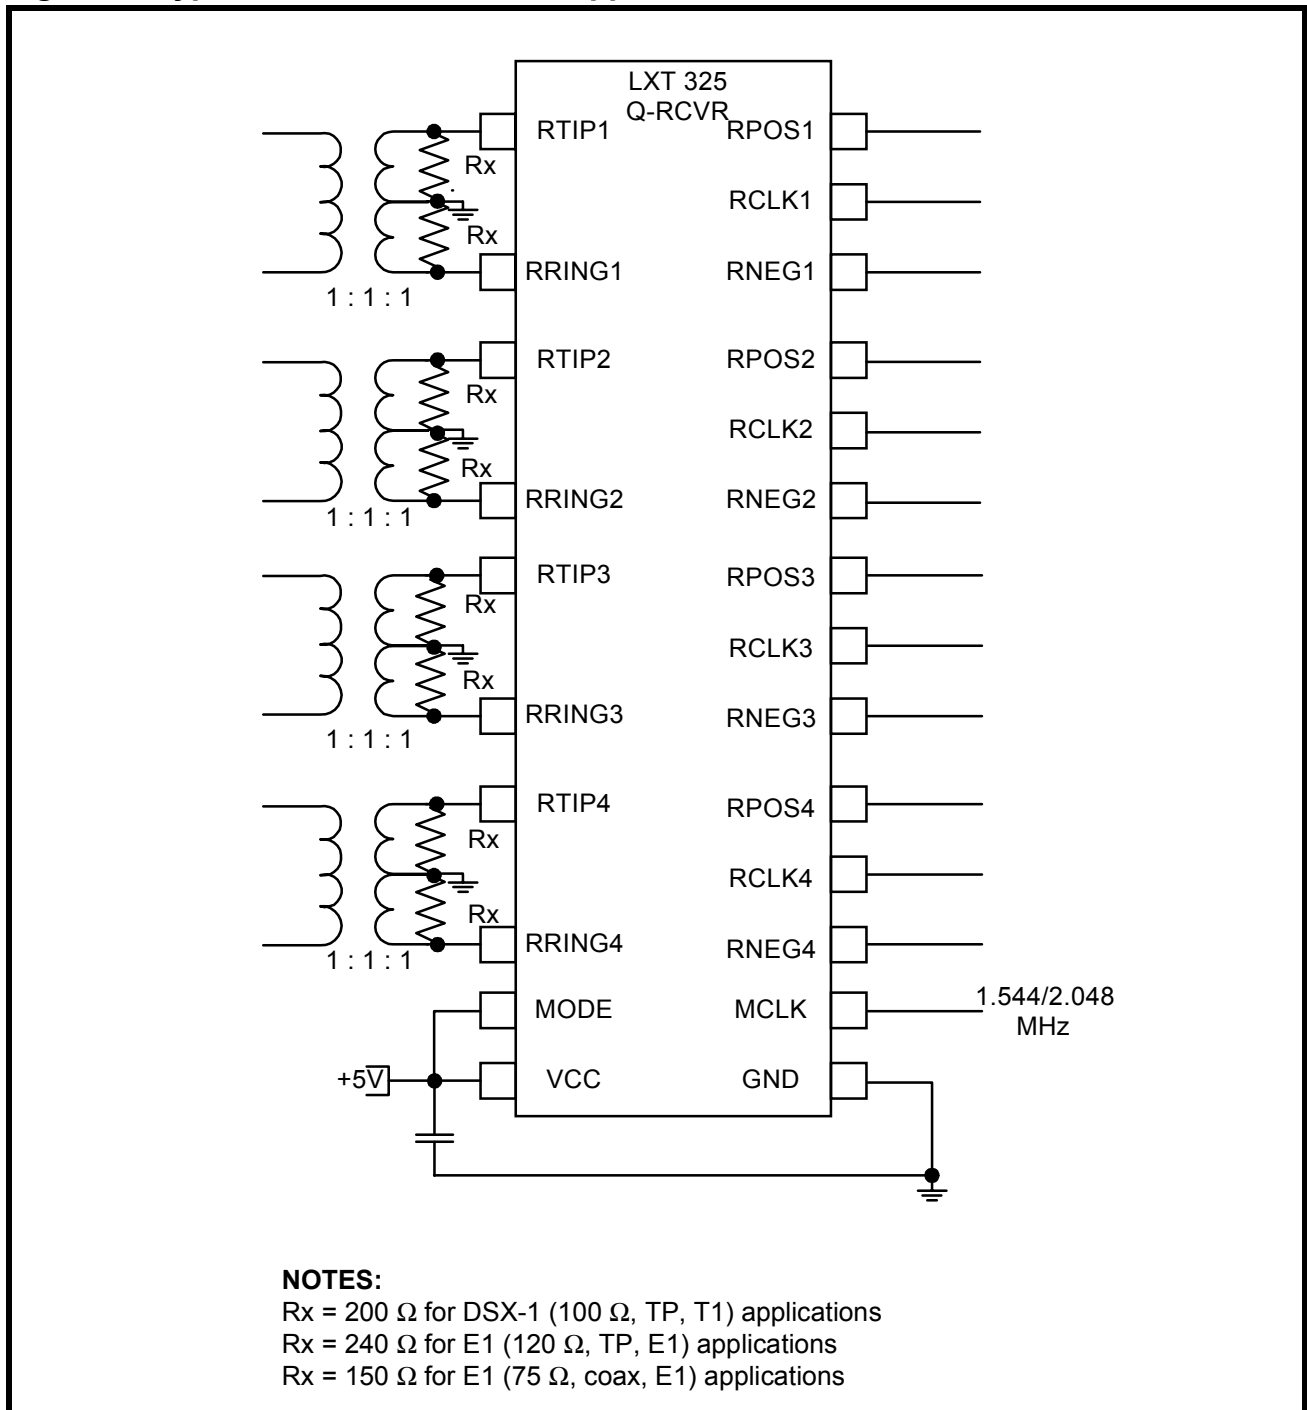 LXT 325
Q-RCVR
RTIP1
RPOS1
Rx
RCLK1
Rx
RRING1
RNEG1
1 : 1 : 1
RTIP2
RPOS2
Rx
RCLK2
Rx
RRING2
RNEG2
1 : 1 : 1
RTIP3
RPOS3
Rx
RCLK3
Rx
RRING3
RNEG3
1 : 1 : 1
RTIP4
RPOS4
Rx
RCLK4
Rx
RRING4
RNEG4
1 : 1 : 1
MODE
MCLK
1.544/2.048
MHz
+5V
VCC
GND
NOTES:
Rx = 200 Ω for DSX-1 (100 Ω, TP, T1) applications
Rx = 240 Ω for E1 (120 Ω, TP, E1) applications
Rx = 150 Ω for E1 (75 Ω, coax, E1) applications